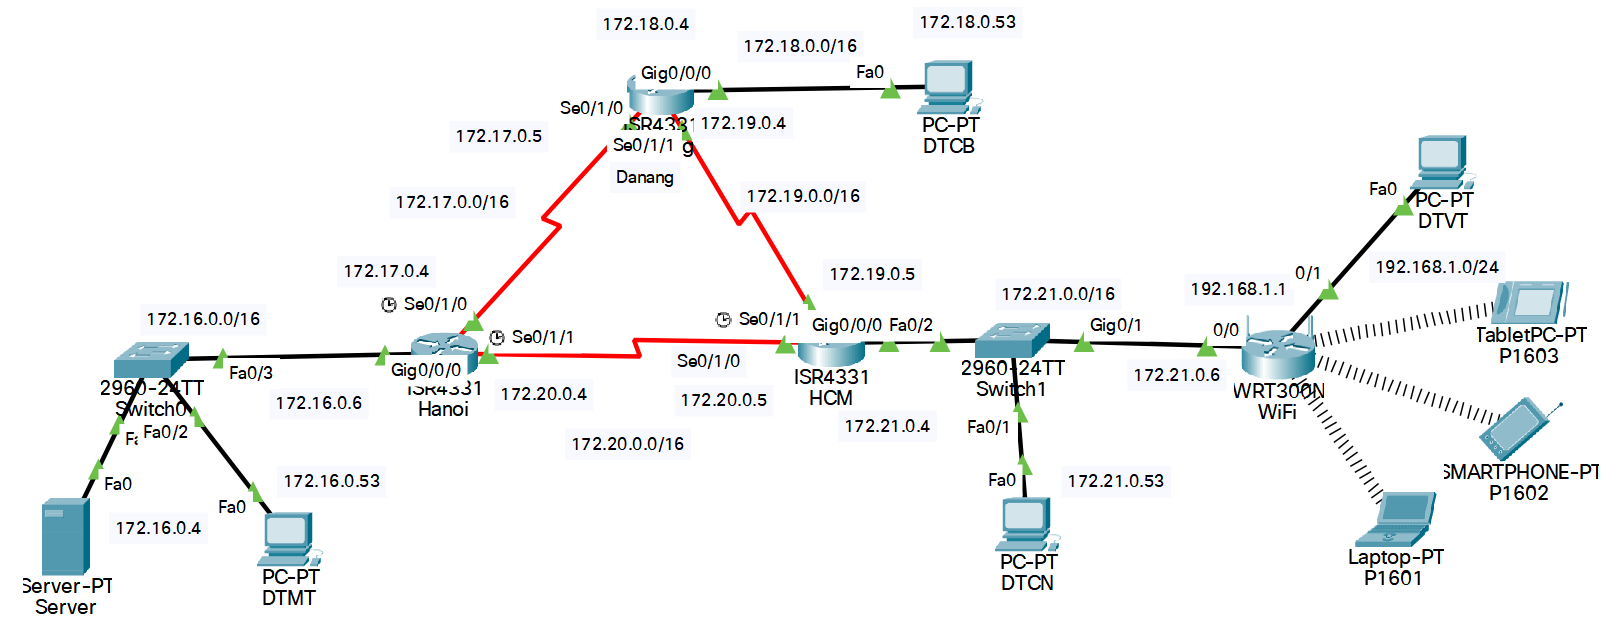 172.18.0.4
172.18.0.53
172.18.0.0/16
Gig0/0/0
Fa0
Se0/1/0
172.17.0.5
172.19.0.4
Se0/1/1
Danang
PC-PT
DTCB
172.17.0.0/16
172.19.0.0/16
Fa0
PC-PT
DTVT
172.17.0.4
172.19.0.5
0/1
192.168.1.0/24
Se0/1/0
172.21.0.0/16
192.168.1.1
172.16.0.0/16
Se0/1/1
Se0/1/1
Gig0/0/0
Fa0/2
Gig0/1
0/0
TabletPC-PT
P1603
Fa0/3
Gig0/0/0
Se0/1/0
2960-24TT
Switch0
ISR4331
Hanoi
172.20.0.4
172.20.0.5
ISR4331
HCM
2960-24TT
Switch1
172.21.0.6
WRT300N
WiFi
172.16.0.6
172.21.0.4
Fa0/1
Fa0/2
172.20.0.0/16
SMARTPHONE-PT
P1602
Fa0
172.16.0.53
Fa0
172.21.0.53
Fa0
172.16.0.4
Server-PT
Server
PC-PT
DTMT
PC-PT
DTCN
Laptop-PT
P1601